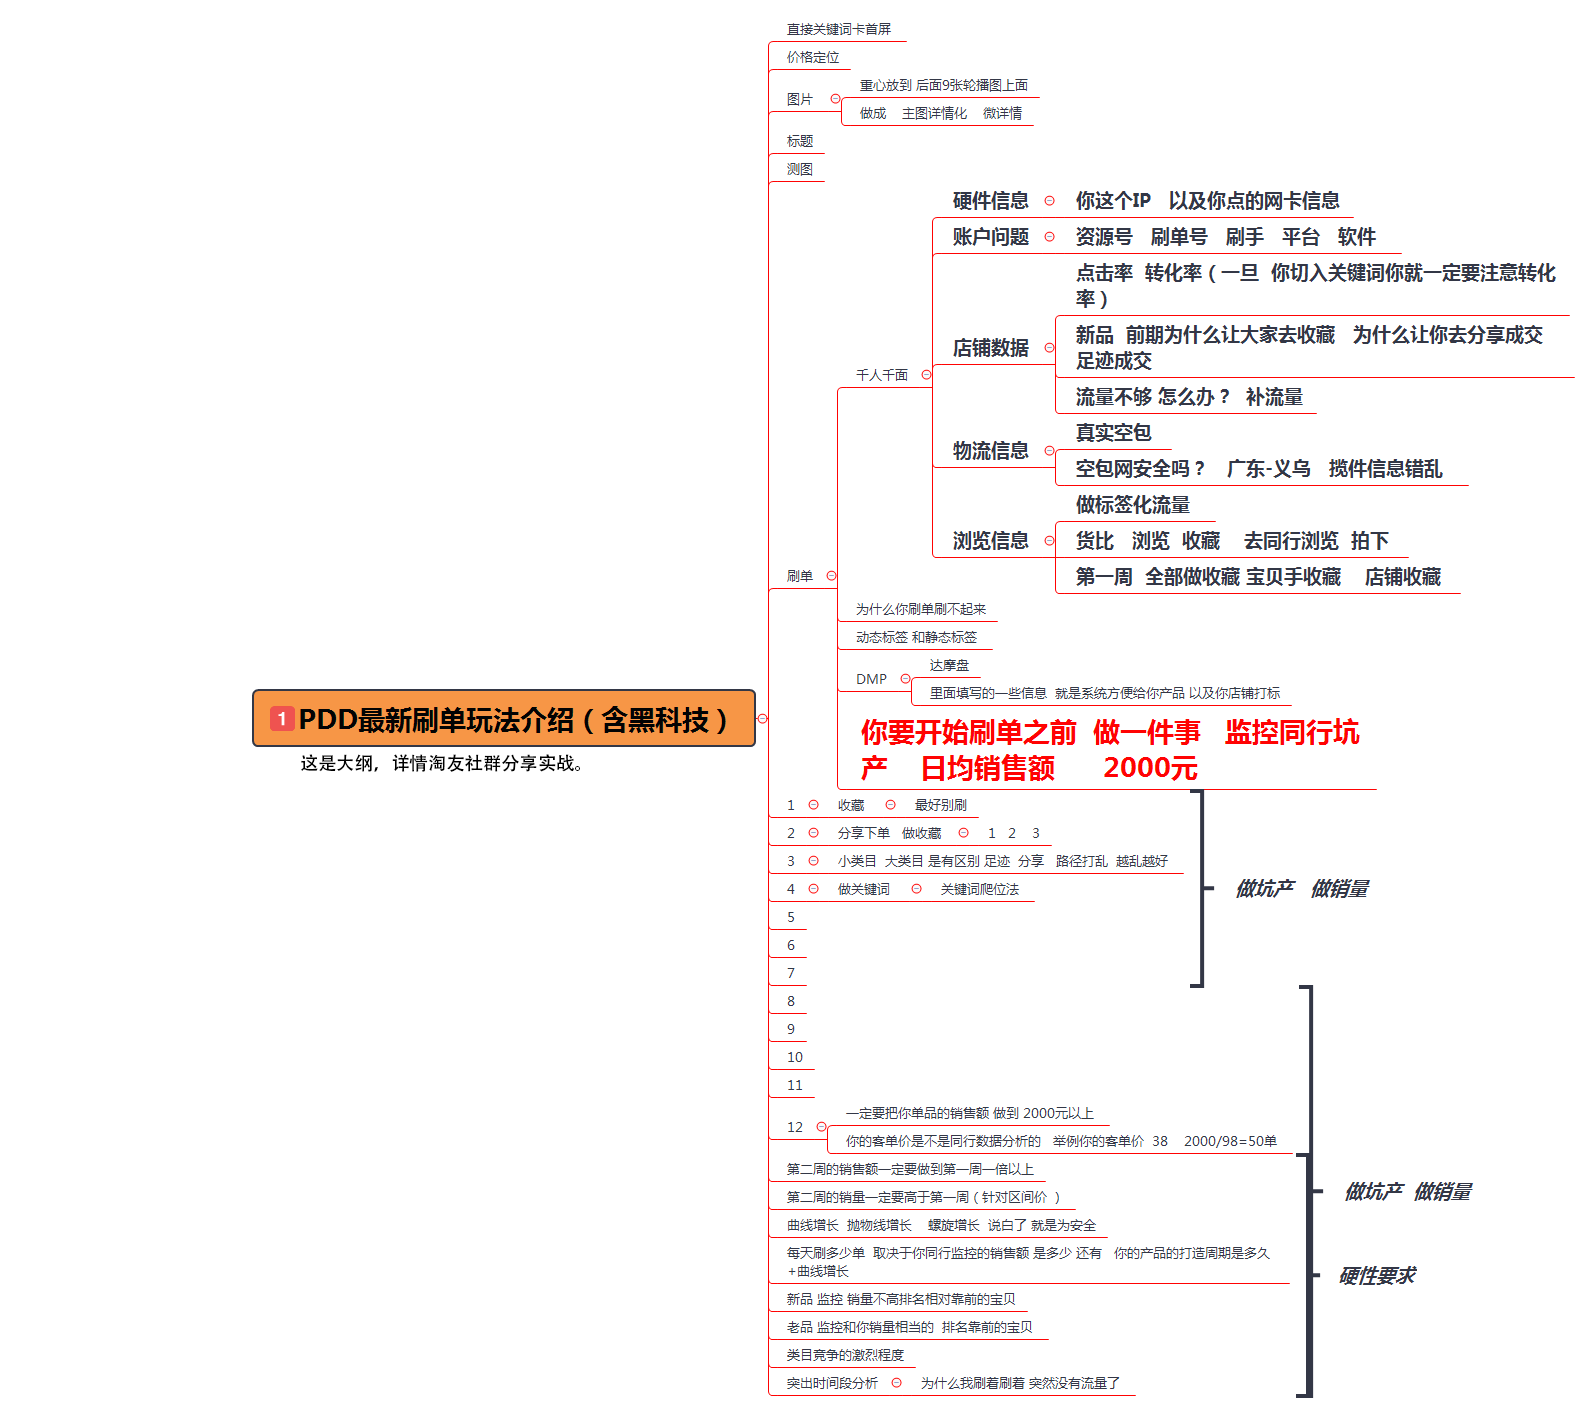 直接关键词卡首屏
价格定位
图片
重心放到 后面9张轮播图上面
做成 主图详情化 微详情
标题
测图
刷单
千人千面
硬件信息
你这个IP 以及你点的网卡信息
账户问题
资源号 刷单号 刷手 平台 软件
店铺数据
点击率 转化率（一旦 你切入关键词你就一定要注意转化
率）
新品 前期为什么让大家去收藏 为什么让你去分享成交
足迹成交
流量不够 怎么办？ 补流量
物流信息
真实空包
空包网安全吗？ 广东-义乌 揽件信息错乱
浏览信息
做标签化流量
货比 浏览 收藏 去同行浏览 拍下
第一周 全部做收藏 宝贝手收藏 店铺收藏
为什么你刷单刷不起来
动态标签 和静态标签
DMP
达摩盘
里面填写的一些信息 就是系统方便给你产品 以及你店铺打标
你要开始刷单之前 做一件事 监控同行坑
产 日均销售额 2000元
1 PDD最新刷单玩法介绍（含黑科技）
这是大纲，详情淘友社群分享实战。
1 收藏 最好别刷
2 分享下单 做收藏 1 2 3
3 小类目 大类目 是有区别 足迹 分享 路径打乱 越乱越好
4 做关键词 关键词爬位法
5
6
7
做坑产 做销量
8
9
10
11
12
一定要把你单品的销售额 做到 2000元以上
你的客单价是不是同行数据分析的 举例你的客单价 38 2000/98=50单
第二周的销售额一定要做到第一周一倍以上
第二周的销量一定要高于第一周（针对区间价 ）
曲线增长 抛物线增长 螺旋增长 说白了 就是为安全
每天刷多少单 取决于你同行监控的销售额 是多少 还有 你的产品的打造周期是多久
+曲线增长
新品 监控 销量不高排名相对靠前的宝贝
老品 监控和你销量相当的 排名靠前的宝贝
类目竞争的激烈程度
突出时间段分析 为什么我刷着刷着 突然没有流量了
做坑产 做销量
硬性要求